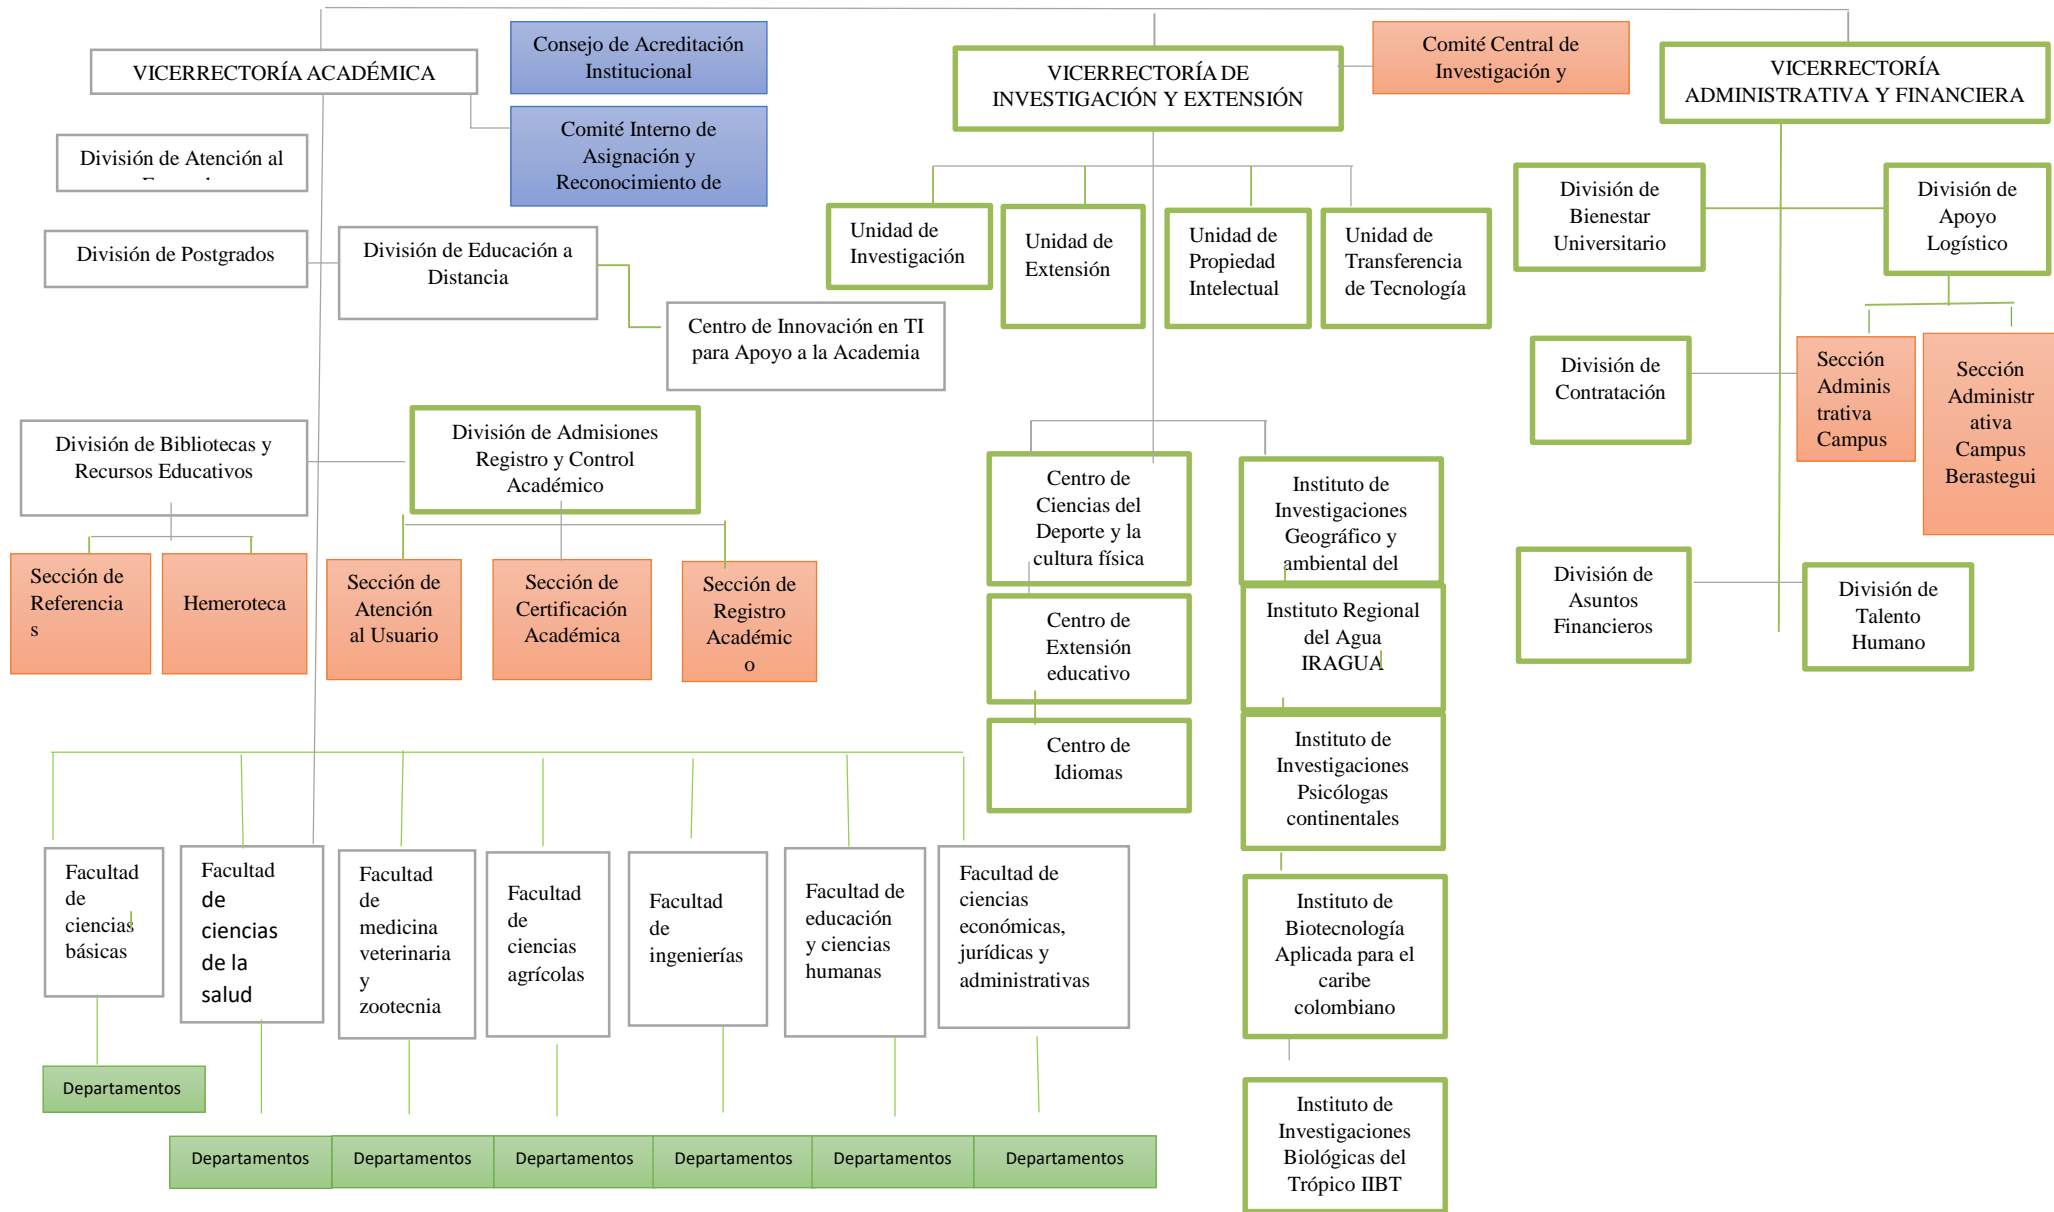 VICERRECTORÍA ACADÉMICA
Consejo de Acreditación
Institucional
Comité Interno de
Asignación y
Reconocimiento de
VICERRECTORÍA DE
INVESTIGACIÓN Y EXTENSIÓN
Comité Central de
Investigación y
VICERRECTORÍA
ADMINISTRATIVA Y FINANCIERA
División de Atención al
División de Postgrados
División de Educación a
Distancia
Centro de Innovación en TI
para Apoyo a la Academia
División de Bibliotecas y
Recursos Educativos
División de Admisiones
Registro y Control
Académico
Sección de
Referencia
s
Hemeroteca
Sección de
Atención
al Usuario
Sección de
Certificación
Académica
Sección de
Registro
Académic
o
Unidad de
Investigación
Unidad de
Extensión
Unidad de
Propiedad
Intelectual
Unidad de
Transferencia
de Tecnología
Centro de
Ciencias del
Deporte y la
cultura física
Centro de
Extensión
educativo
Centro de
Idiomas
Instituto de
Investigaciones
Geográfico y
ambiental del
Instituto Regional
del Agua
IRAGUA
Instituto de
Investigaciones
Psicólogas
continentales
Instituto de
Biotecnología
Aplicada para el
caribe
colombiano
Instituto de
Investigaciones
Biológicas del
Trópico IIBT
División de
Bienestar
Universitario
División de
Apoyo
Logístico
División de
Contratación
Sección
Adminis
trativa
Campus
Sección
Administr
ativa
Campus
Berastegui
División de
Asuntos
Financieros
División de
Talento
Humano
Facultad
de
ciencias
básicas
Facultad
de
ciencias
de la
salud
Facultad
de
medicina
veterinaria
y
zootecnia
Facultad
de
ciencias
agrícolas
Facultad
de
ingenierías
Facultad de
educación
y ciencias
humanas
Facultad de
ciencias
económicas,
jurídicas y
administrativas
Departamentos
Departamentos
Departamentos
Departamentos
Departamentos
Departamentos
Departamentos